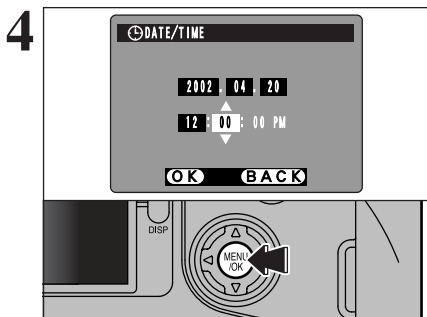 4
DATE/TIME
2002. 04. 20
12:00:00 PM
OK BACK
DISP
MENU
/OK